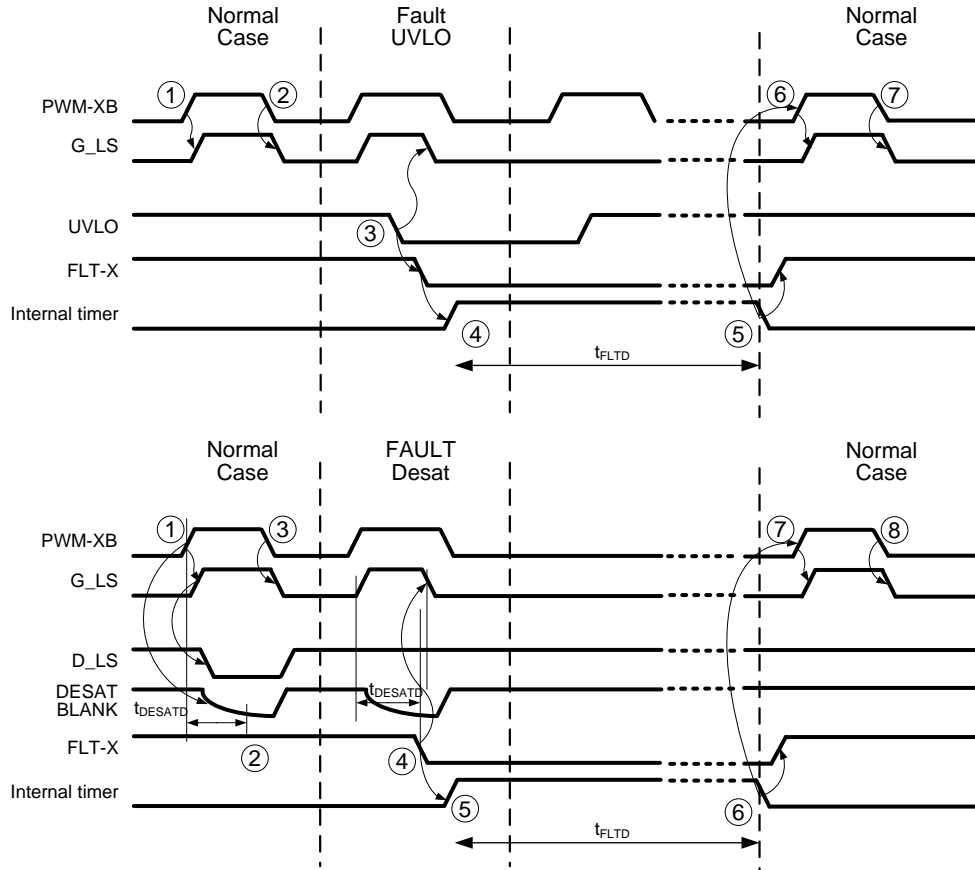 Normal
Case
Fault
UVLO
Normal
Case
PWM-XB
① ② ⑥ ⑦
G_LS
UVLO
③
FLT-X
Internal timer
④ ⑤
tFLTD
Normal
Case
FAULT
Desat
Normal
Case
① ③ ⑦ ⑧
PWM-XB
G_LS
D_LS
DESAT
BLANK
tDESATD
tDESATD
FLT-X
② ④
Internal timer
⑤ ⑥
tFLTD